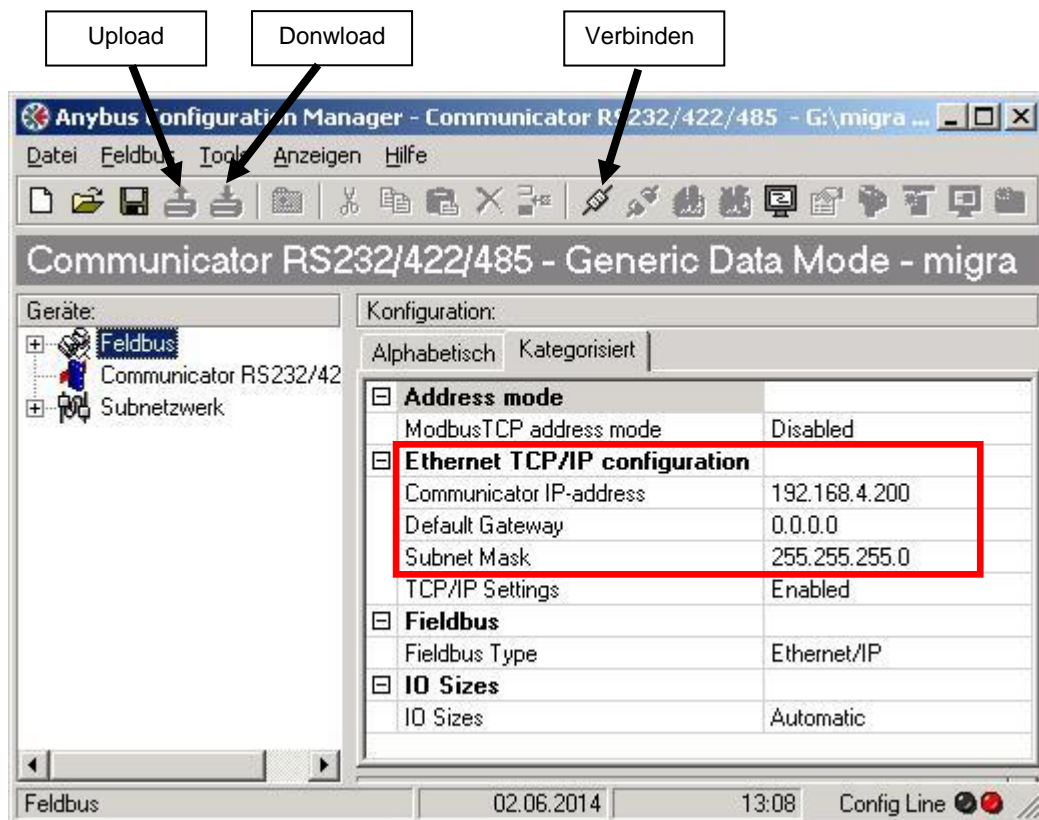 Upload Donwload Verbinden
Anybus Configuration Manager - Communicator RS232/422/485 - G:\migra ...
Datei Feldbus Tools Anzeigen Hilfe
Communicator RS232/422/485 - Generic Data Mode - migra
Geräte:
Feldbus
Communicator RS232/42
Subnetzwerk
Konfiguration:
Alphabetisch Kategorisiert
Address mode
ModbusTCP address mode Disabled
Ethernet TCP/IP configuration
Communicator IP-address 192.168.4.200
Default Gateway 0.0.0.0
Subnet Mask 255.255.255.0
TCP/IP Settings Enabled
Fieldbus
Fieldbus Type Ethernet/IP
IO Sizes
IO Sizes Automatic
Feldbus 02.06.2014 13:08 Config Line